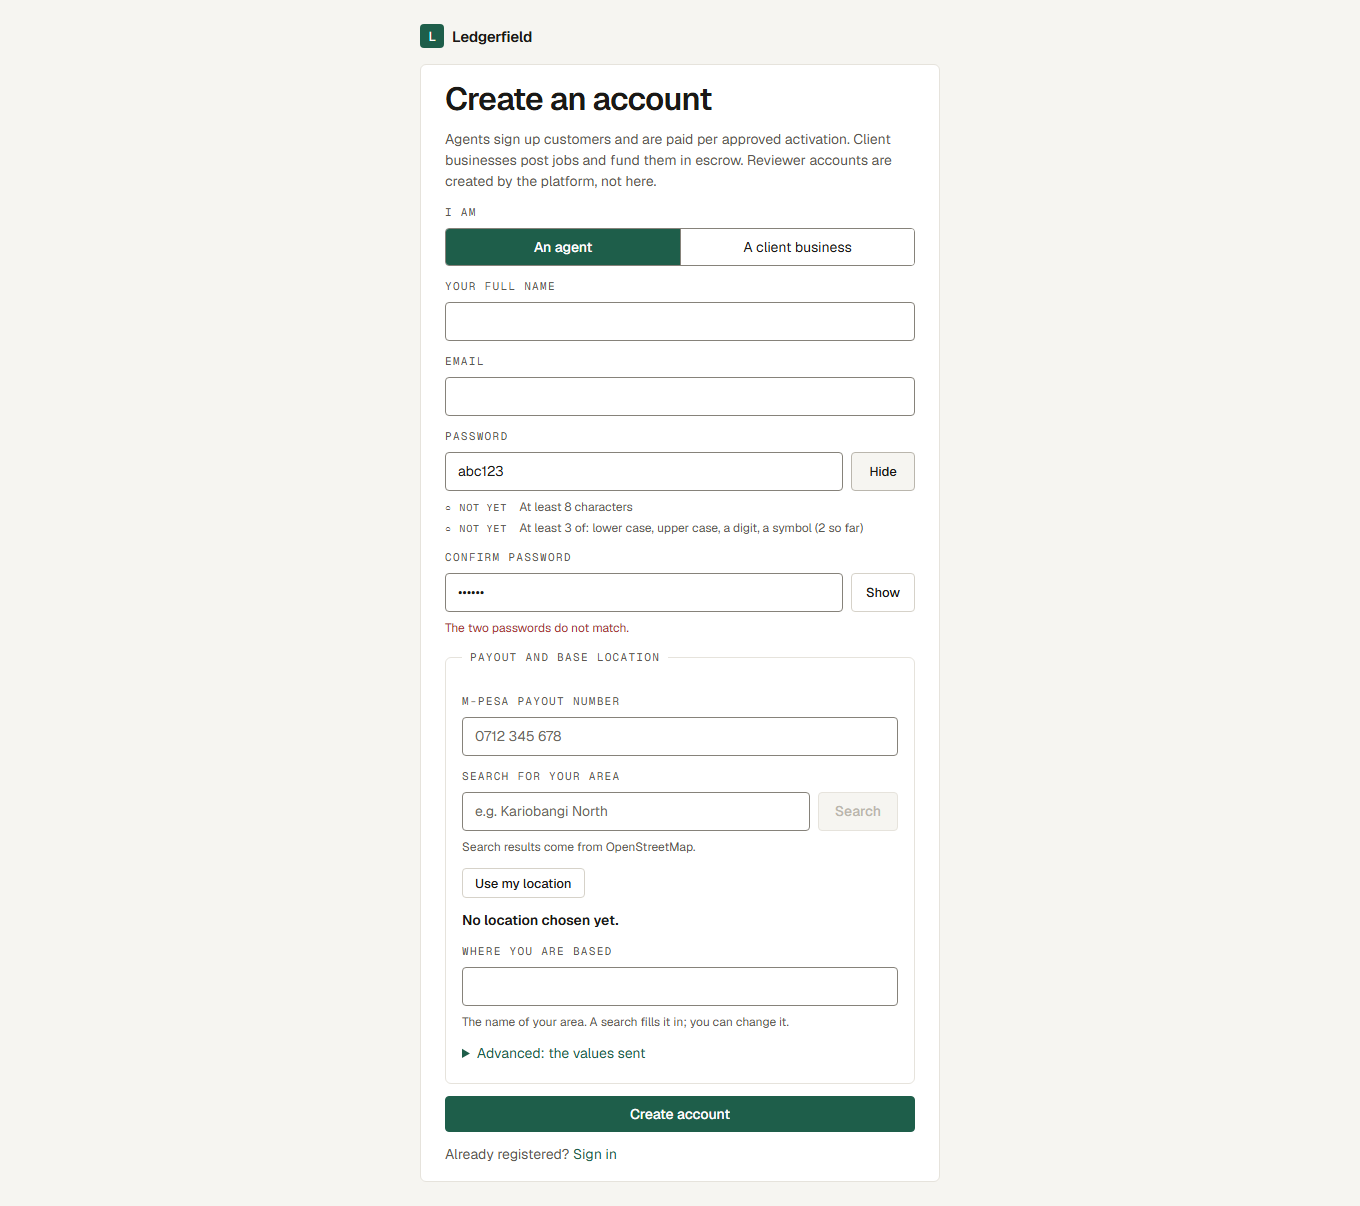 L Ledgerfield
Create an account
Agents sign up customers and are paid per approved activation. Client
businesses post jobs and fund them in escrow. Reviewer accounts are
created by the platform, not here.
I AM
An agent A client business
YOUR FULL NAME
EMAIL
PASSWORD
abc123 Hide
NOT YET At least 8 characters
NOT YET At least 3 of: lower case, upper case, a digit, a symbol (2 so far)
CONFIRM PASSWORD
•••••• Show
The two passwords do not match.
PAYOUT AND BASE LOCATION
M-PESA PAYOUT NUMBER
0712 345 678
SEARCH FOR YOUR AREA
e.g. Kariobangi North Search
Search results come from OpenStreetMap.
Use my location
No location chosen yet.
WHERE YOU ARE BASED
The name of your area. A search fills it in; you can change it.
Advanced: the values sent
Create account
Already registered? Sign in